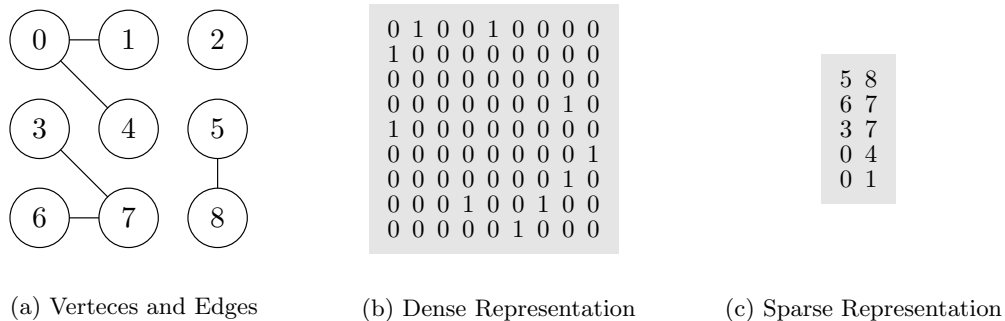 0 1 2
3 4 5
6 7 8
0 1 0 0 1 0 0 0 0
1 0 0 0 0 0 0 0 0
0 0 0 0 0 0 0 0 0
0 0 0 0 0 0 0 1 0
1 0 0 0 0 0 0 0 0
0 0 0 0 0 0 0 0 1
0 0 0 0 0 0 0 1 0
0 0 0 1 0 0 1 0 0
0 0 0 0 0 1 0 0 0
5 8
6 7
3 7
0 4
0 1
(a) Verteces and Edges
(b) Dense Representation
(c) Sparse Representation